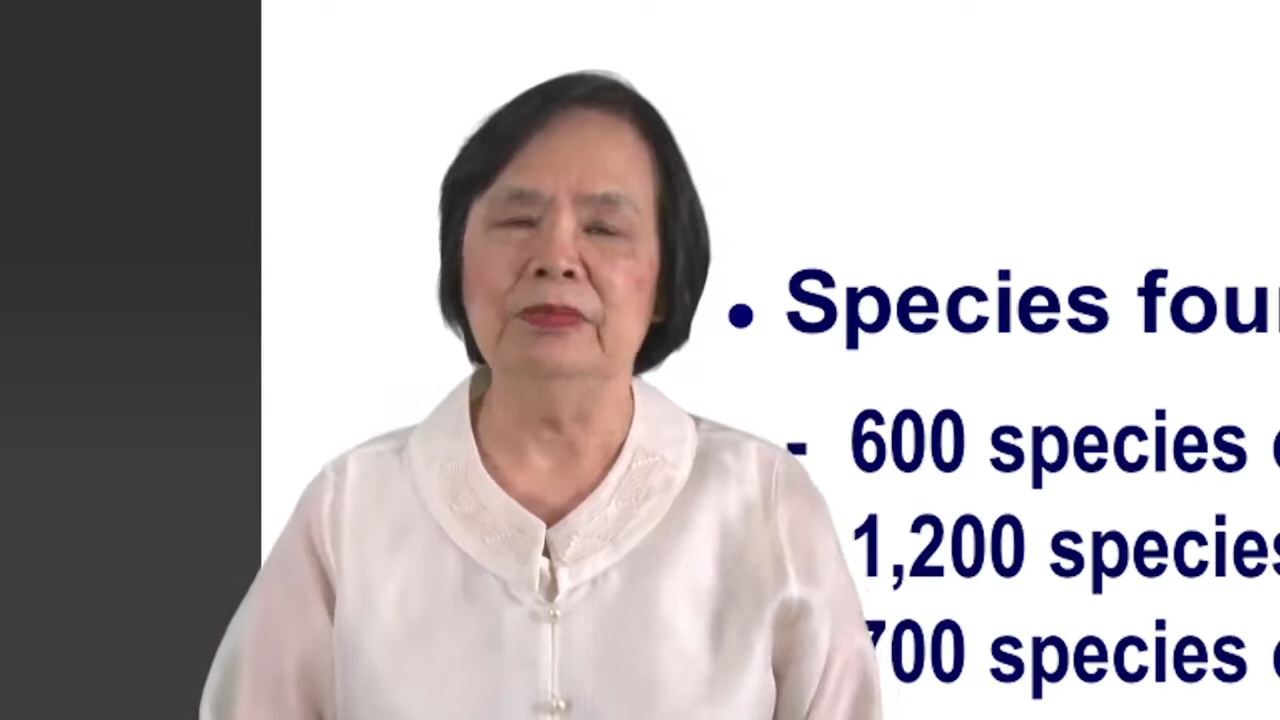 • Species
- 600 species
1,200 species
700 species